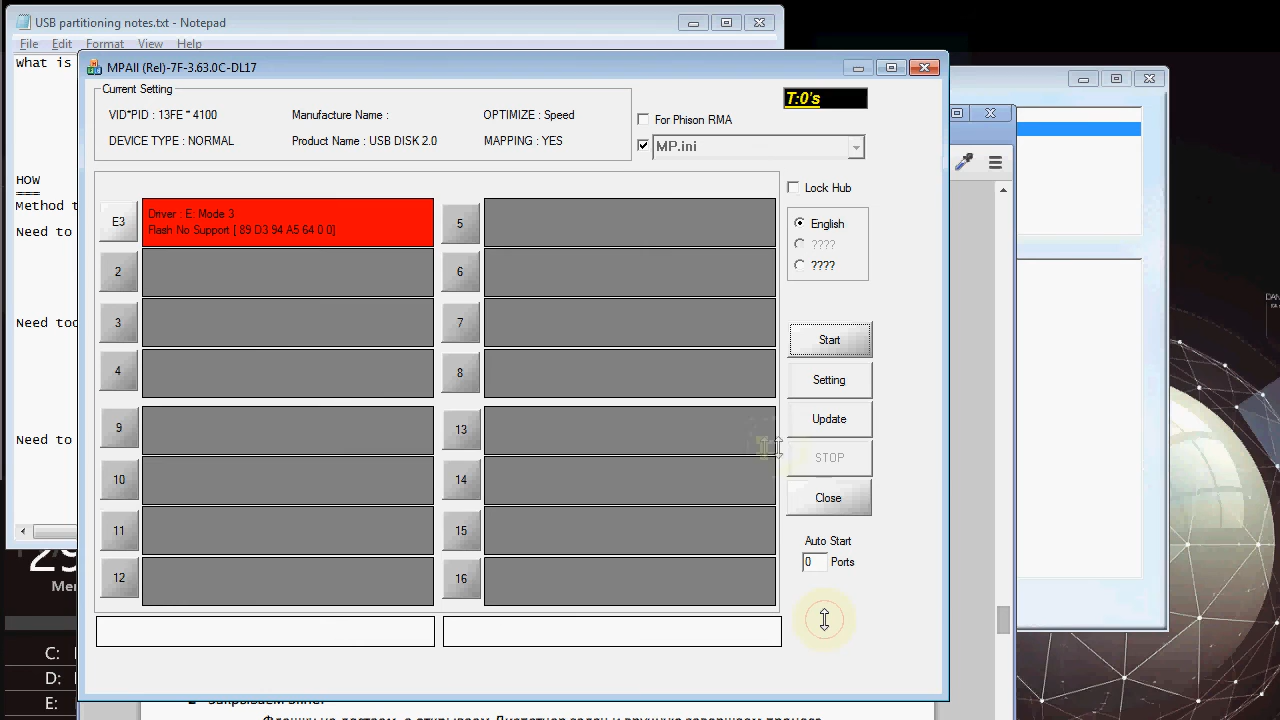 USB partitioning notes.txt - Notepad
File Edit Format View Help
What is
HOW
===
Method t
Need to
Need too
Need to
MPAII (Rel)-7F-3.63.0C-DL17
Current Setting
VID*PID : 13FE * 4100
Manufacture Name :
OPTIMIZE : Speed
DEVICE TYPE : NORMAL
Product Name : USB DISK 2.0
MAPPING : YES
T:0's
For Phison RMA
MP.ini
Lock Hub
English
????
????
E3
Driver : E: Mode 3
Flash No Support [ 89 D3 94 A5 64 0 0]
2
3
4
5
6
7
8
9
10
11
12
13
14
15
16
Start
Setting
Update
STOP
Close
Auto Start
0 Ports
C:
D:
E:
DAN